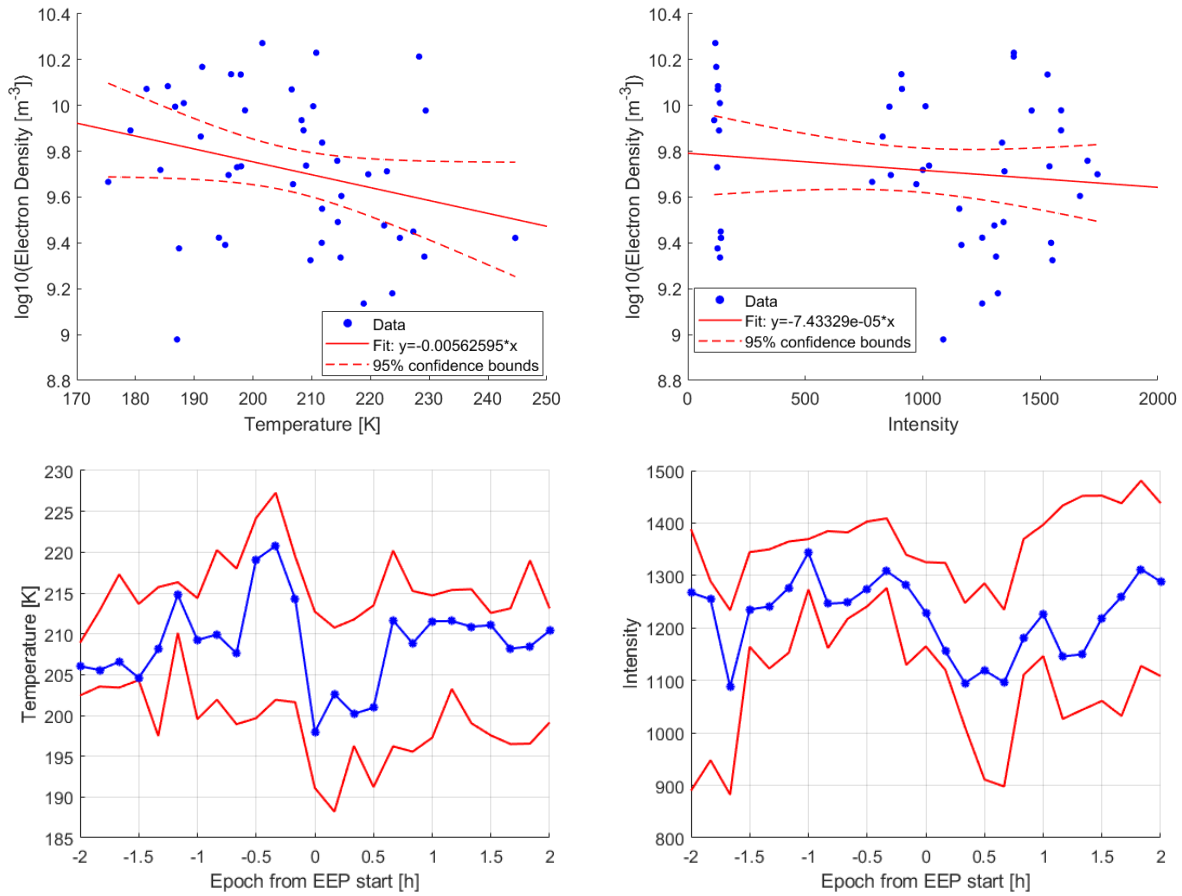 10.4
10.2
10
9.8
9.6
9.4
9.2
9
8.8
log10(Electron Density [m-3])
170 180 190 200 210 220 230 240 250
Temperature [K]
Data
Fit: y=-0.00562595*x
95% confidence bounds
10.4
10.2
10
9.8
9.6
9.4
9.2
9
8.8
log10(Electron Density [m-3])
0 500 1000 1500 2000
Intensity
Data
Fit: y=-7.43329e-05*x
95% confidence bounds
230
225
220
215
210
205
200
195
190
185
Temperature [K]
-2 -1.5 -1 -0.5 0 0.5 1 1.5 2
Epoch from EEP start [h]
1500
1400
1300
1200
1100
1000
900
800
Intensity
-2 -1.5 -1 -0.5 0 0.5 1 1.5 2
Epoch from EEP start [h]